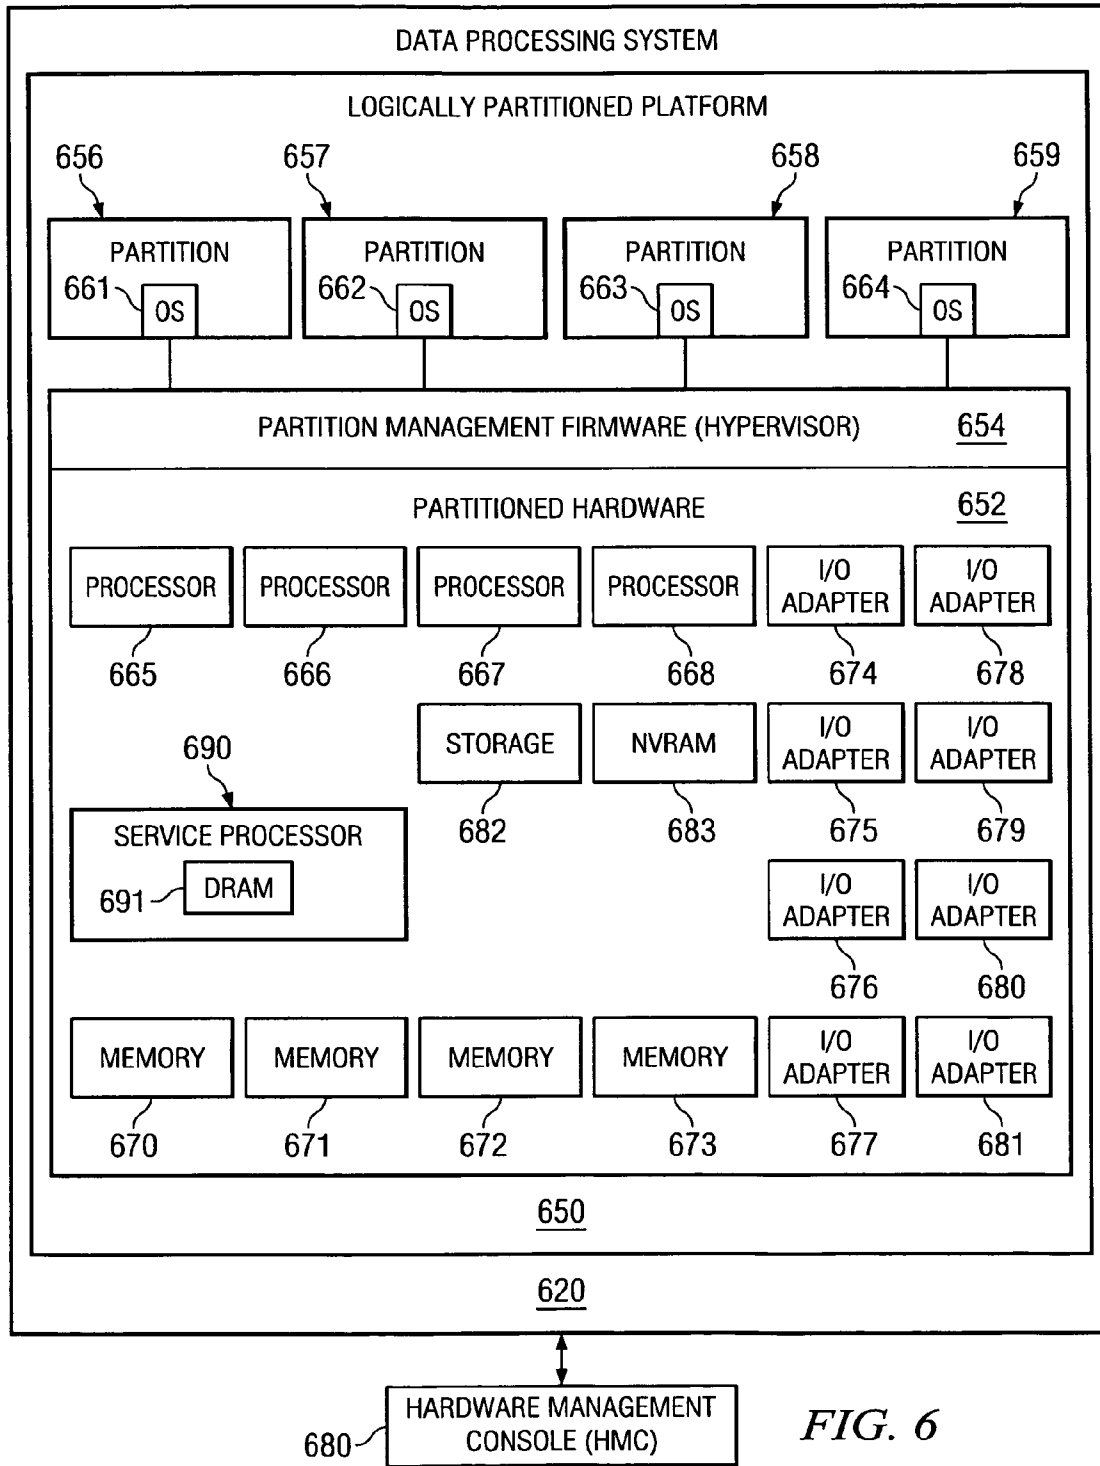 DATA PROCESSING SYSTEM
LOGICALLY PARTITIONED PLATFORM
656 657 658 659
PARTITION PARTITION PARTITION PARTITION
661 OS 662 OS 663 OS 664 OS
PARTITION MANAGEMENT FIRMWARE (HYPERVISOR) 654
PARTITIONED HARDWARE 652
PROCESSOR PROCESSOR PROCESSOR PROCESSOR I/O ADAPTER I/O ADAPTER
665 666 667 668 674 678
690 STORAGE NVRAM I/O ADAPTER I/O ADAPTER
682 683 675 679
SERVICE PROCESSOR
691 DRAM I/O ADAPTER I/O ADAPTER
676 680
MEMORY MEMORY MEMORY MEMORY I/O ADAPTER I/O ADAPTER
670 671 672 673 677 681
650
620
HARDWARE MANAGEMENT
680 CONSOLE (HMC)
FIG. 6